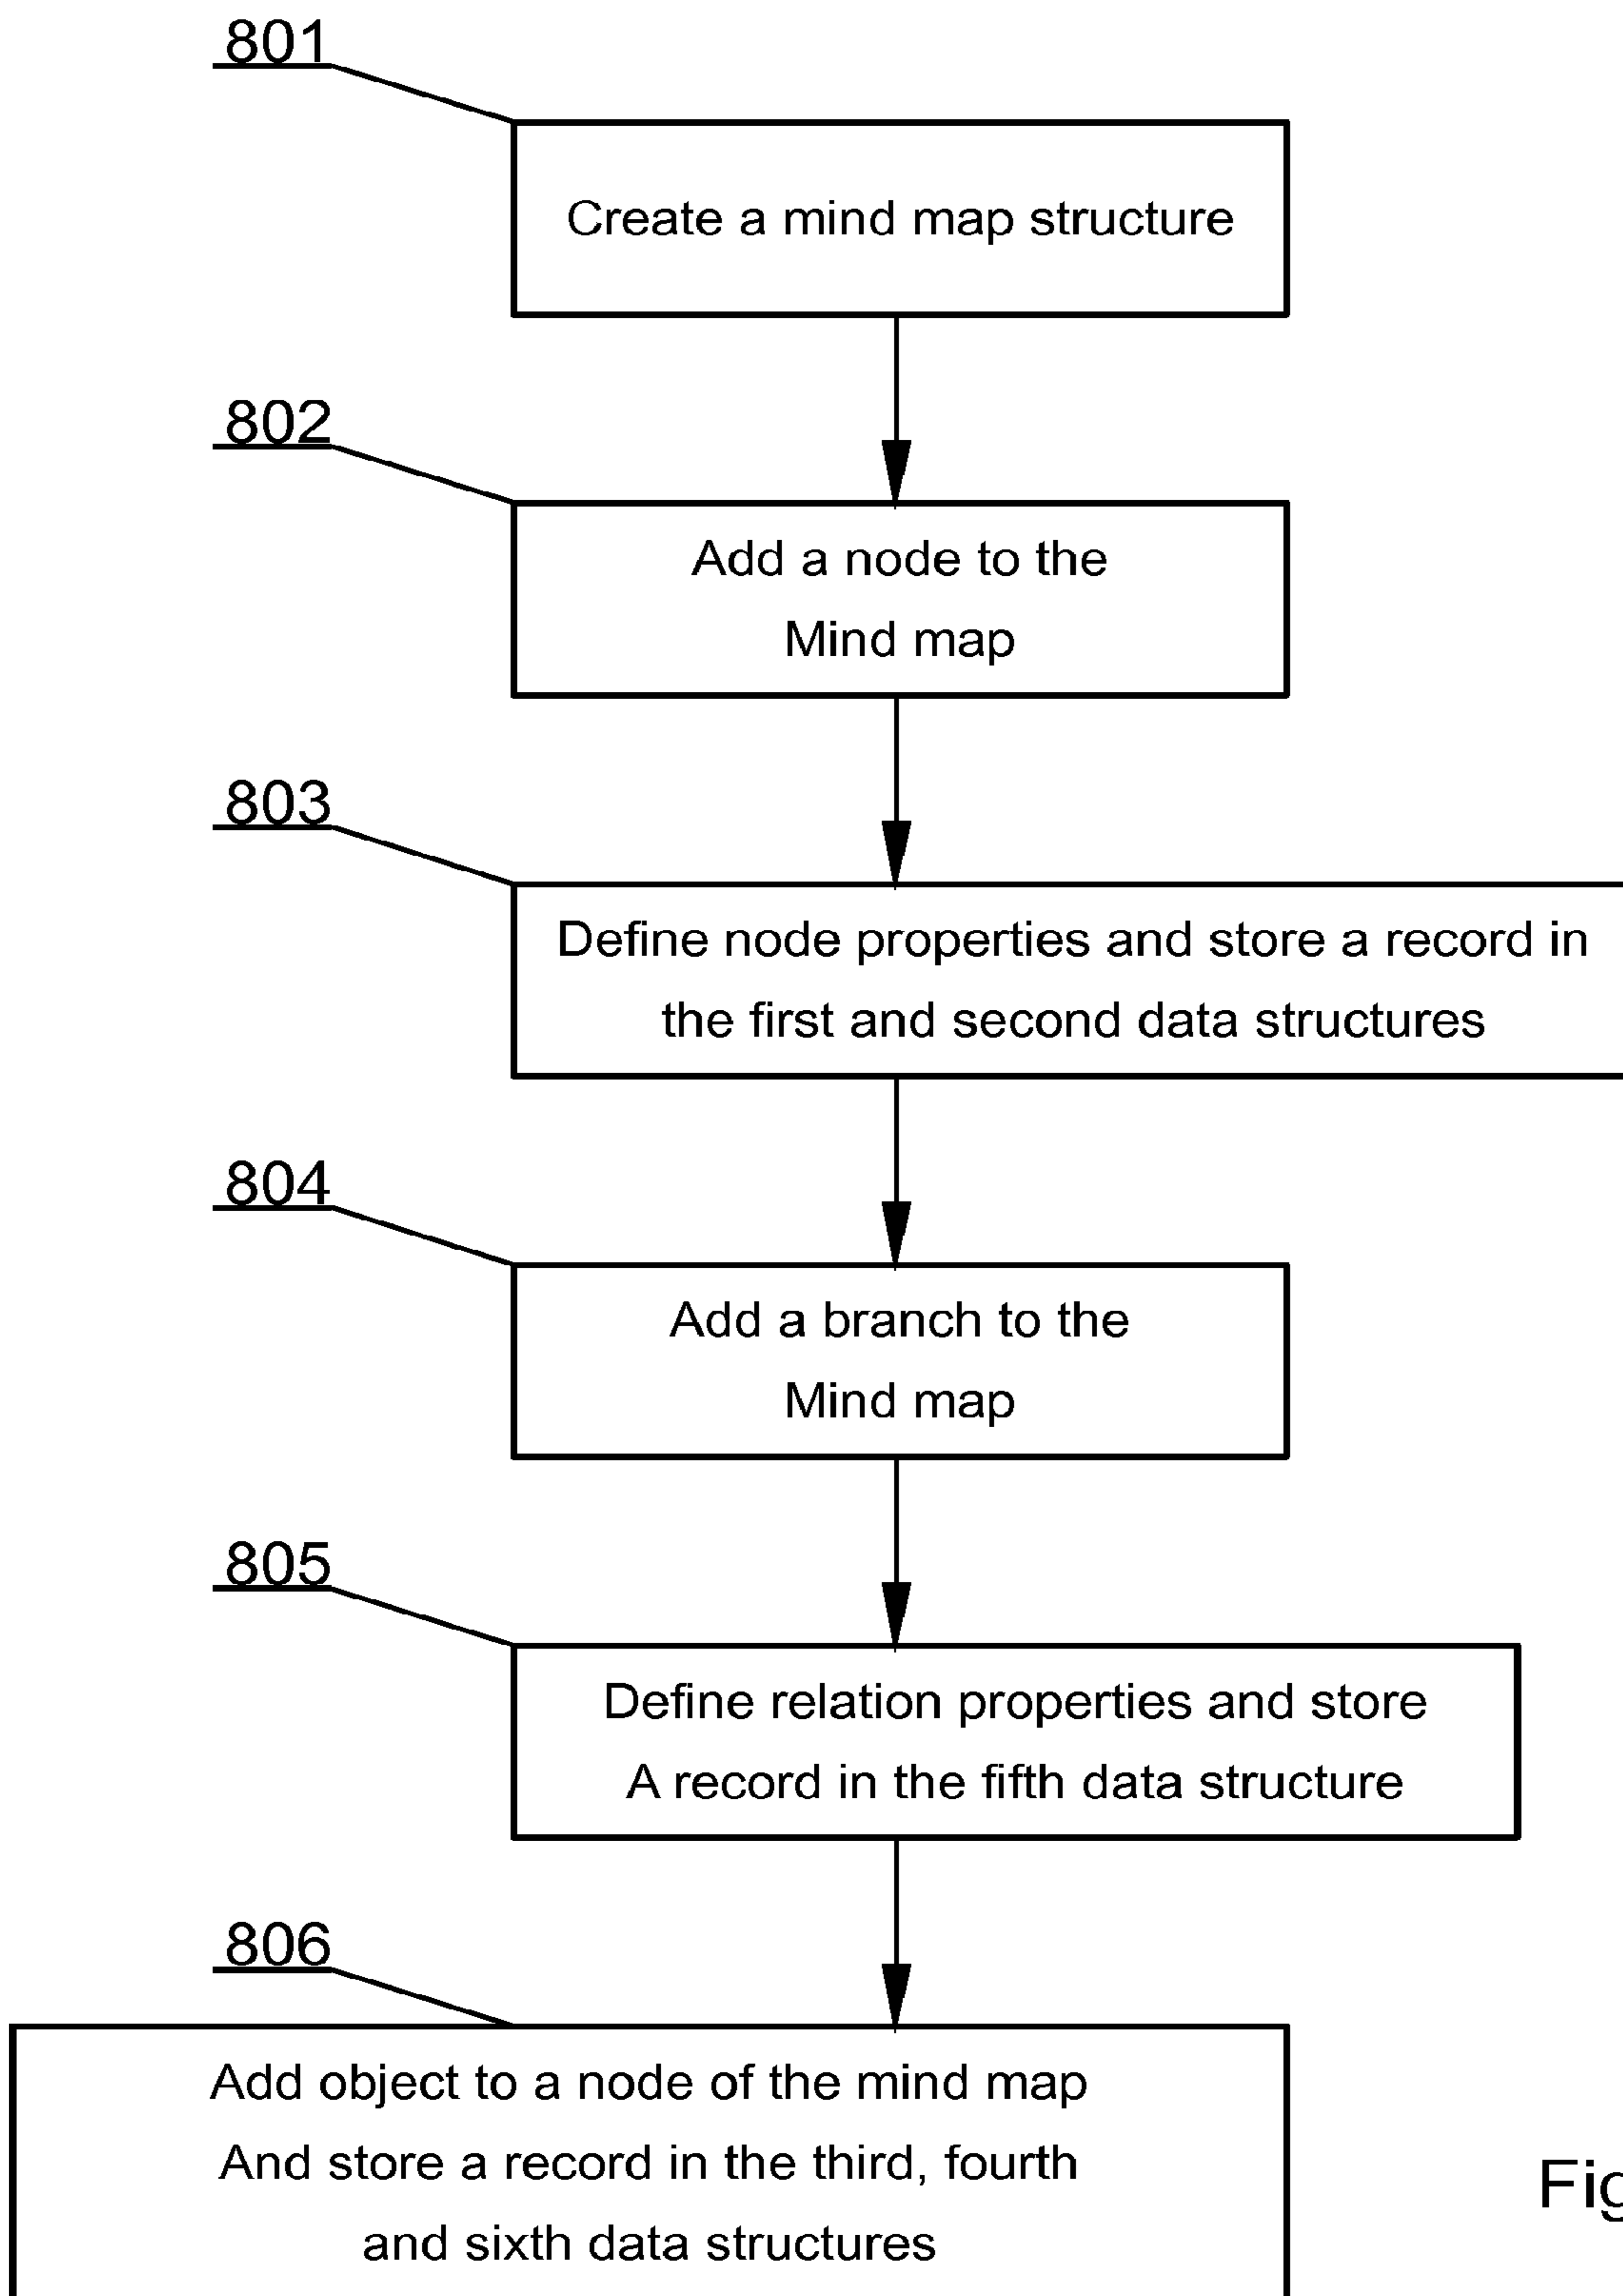 801
Create a mind map structure
802
Add a node to the
Mind map
803
Define node properties and store a record in
the first and second data structures
804
Add a branch to the
Mind map
805
Define relation properties and store
A record in the fifth data structure
806
Add object to a node of the mind map
And store a record in the third, fourth
and sixth data structures